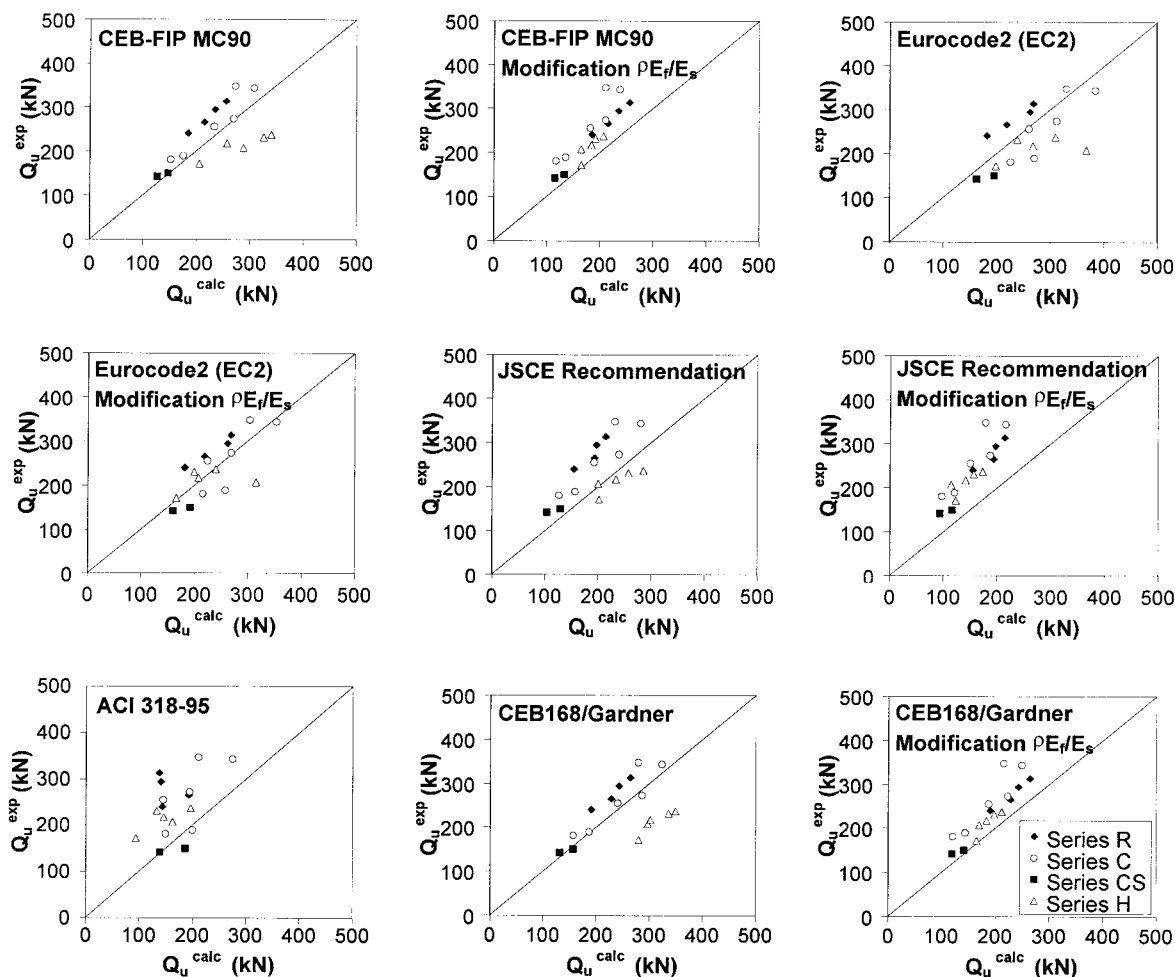 CEB-FIP MC90
500
400
300
200
100
0
Q_u^exp (kN)
0 100 200 300 400 500
Q_u^calc (kN)
CEB-FIP MC90
Modification ρE_f/E_s
500
400
300
200
100
0
Q_u^exp (kN)
0 100 200 300 400 500
Q_u^calc (kN)
Eurocode2 (EC2)
500
400
300
200
100
0
Q_u^exp (kN)
0 100 200 300 400 500
Q_u^calc (kN)
Eurocode2 (EC2)
Modification ρE_f/E_s
500
400
300
200
100
0
Q_u^exp (kN)
0 100 200 300 400 500
Q_u^calc (kN)
JSCE Recommendation
500
400
300
200
100
0
Q_u^exp (kN)
0 100 200 300 400 500
Q_u^calc (kN)
JSCE Recommendation
Modification ρE_f/E_s
500
400
300
200
100
0
Q_u^exp (kN)
0 100 200 300 400 500
Q_u^calc (kN)
ACI 318-95
500
400
300
200
100
0
Q_u^exp (kN)
0 100 200 300 400 500
Q_u^calc (kN)
CEB168/Gardner
500
400
300
200
100
0
Q_u^exp (kN)
0 100 200 300 400 500
Q_u^calc (kN)
CEB168/Gardner
Modification ρE_f/E_s
500
400
300
200
100
0
Q_u^exp (kN)
Series R
Series C
Series CS
Series H
0 100 200 300 400 500
Q_u^calc (kN)